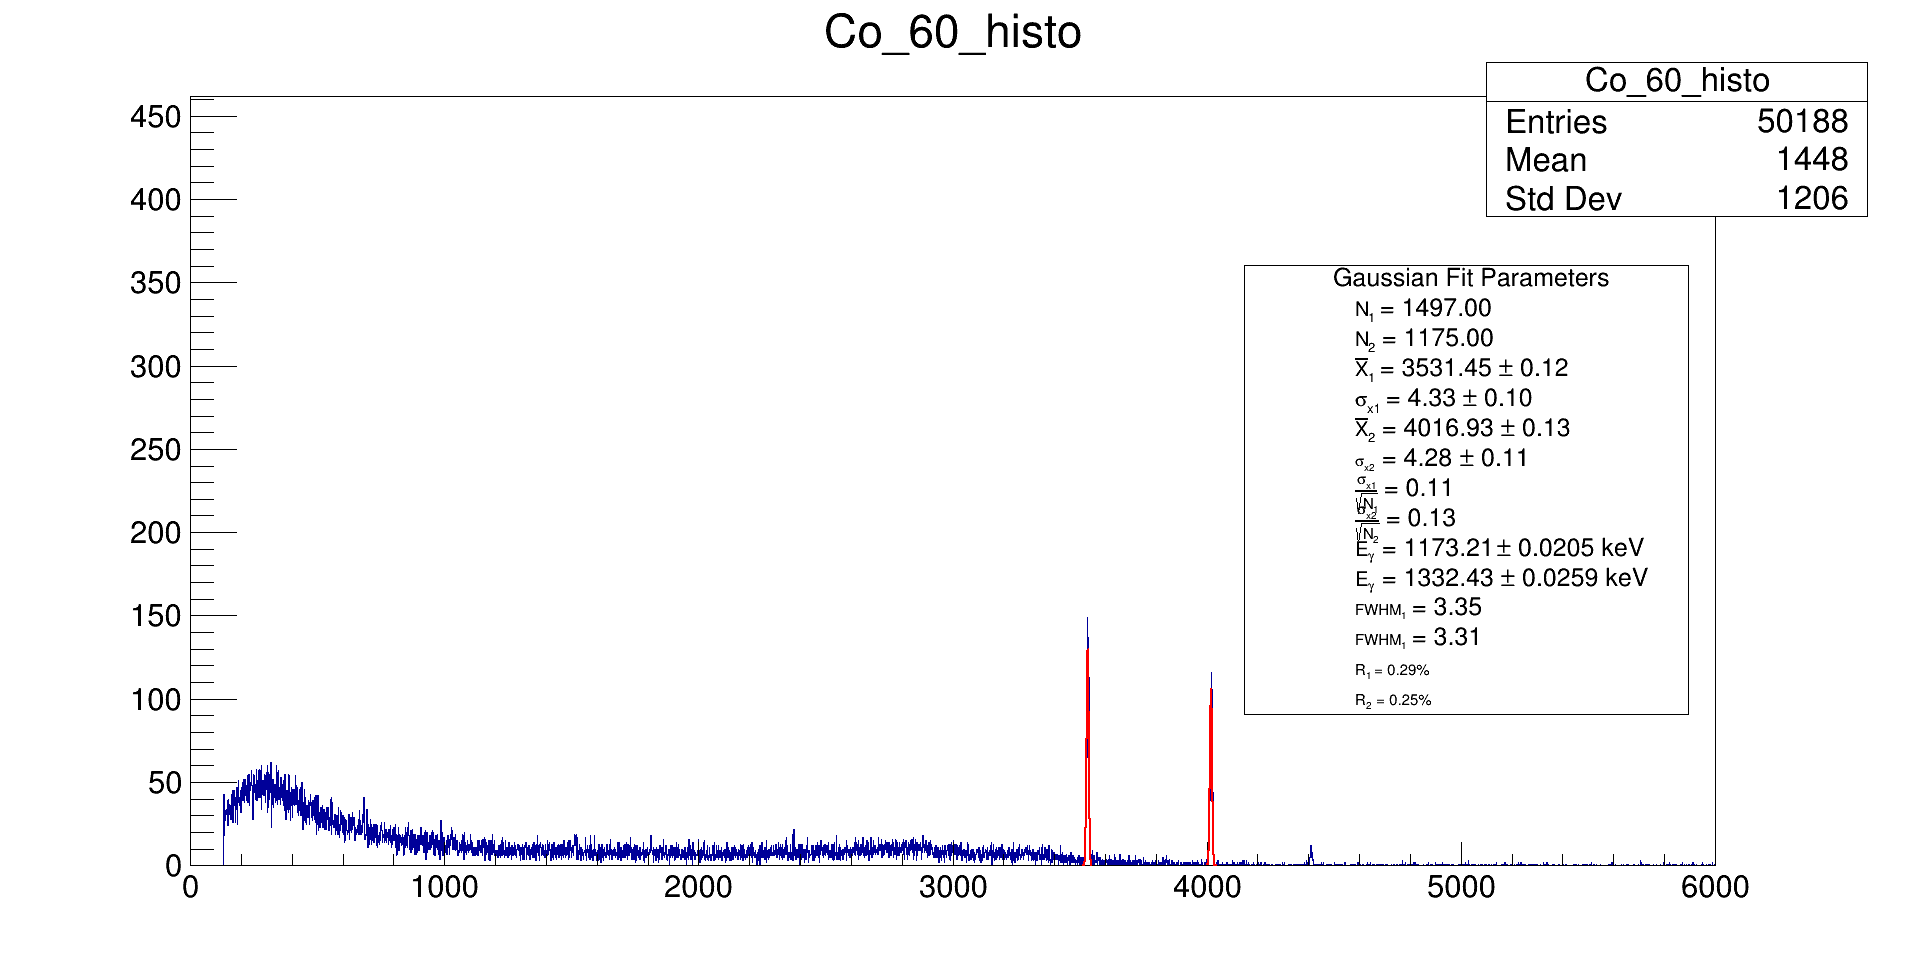 Co_60_histo
Co_60_histo
Entries 50188
Mean 1448
Std Dev 1206
450
400
350
300
250
200
150
100
50
0
0 1000 2000 3000 4000 5000 6000
Gaussian Fit Parameters
N₁ = 1497.00
N₂ = 1175.00
X̅₁ = 3531.45 ± 0.12
σₓ₁ = 4.33 ± 0.10
X̅₂ = 4016.93 ± 0.13
σₓ₂ = 4.28 ± 0.11
σₓ₁/√N₁ = 0.11
σₓ₂/√N₂ = 0.13
Eᵧ = 1173.21 ± 0.0205 keV
Eᵧ = 1332.43 ± 0.0259 keV
FWHM₁ = 3.35
FWHM₁ = 3.31
R₁ = 0.29%
R₂ = 0.25%